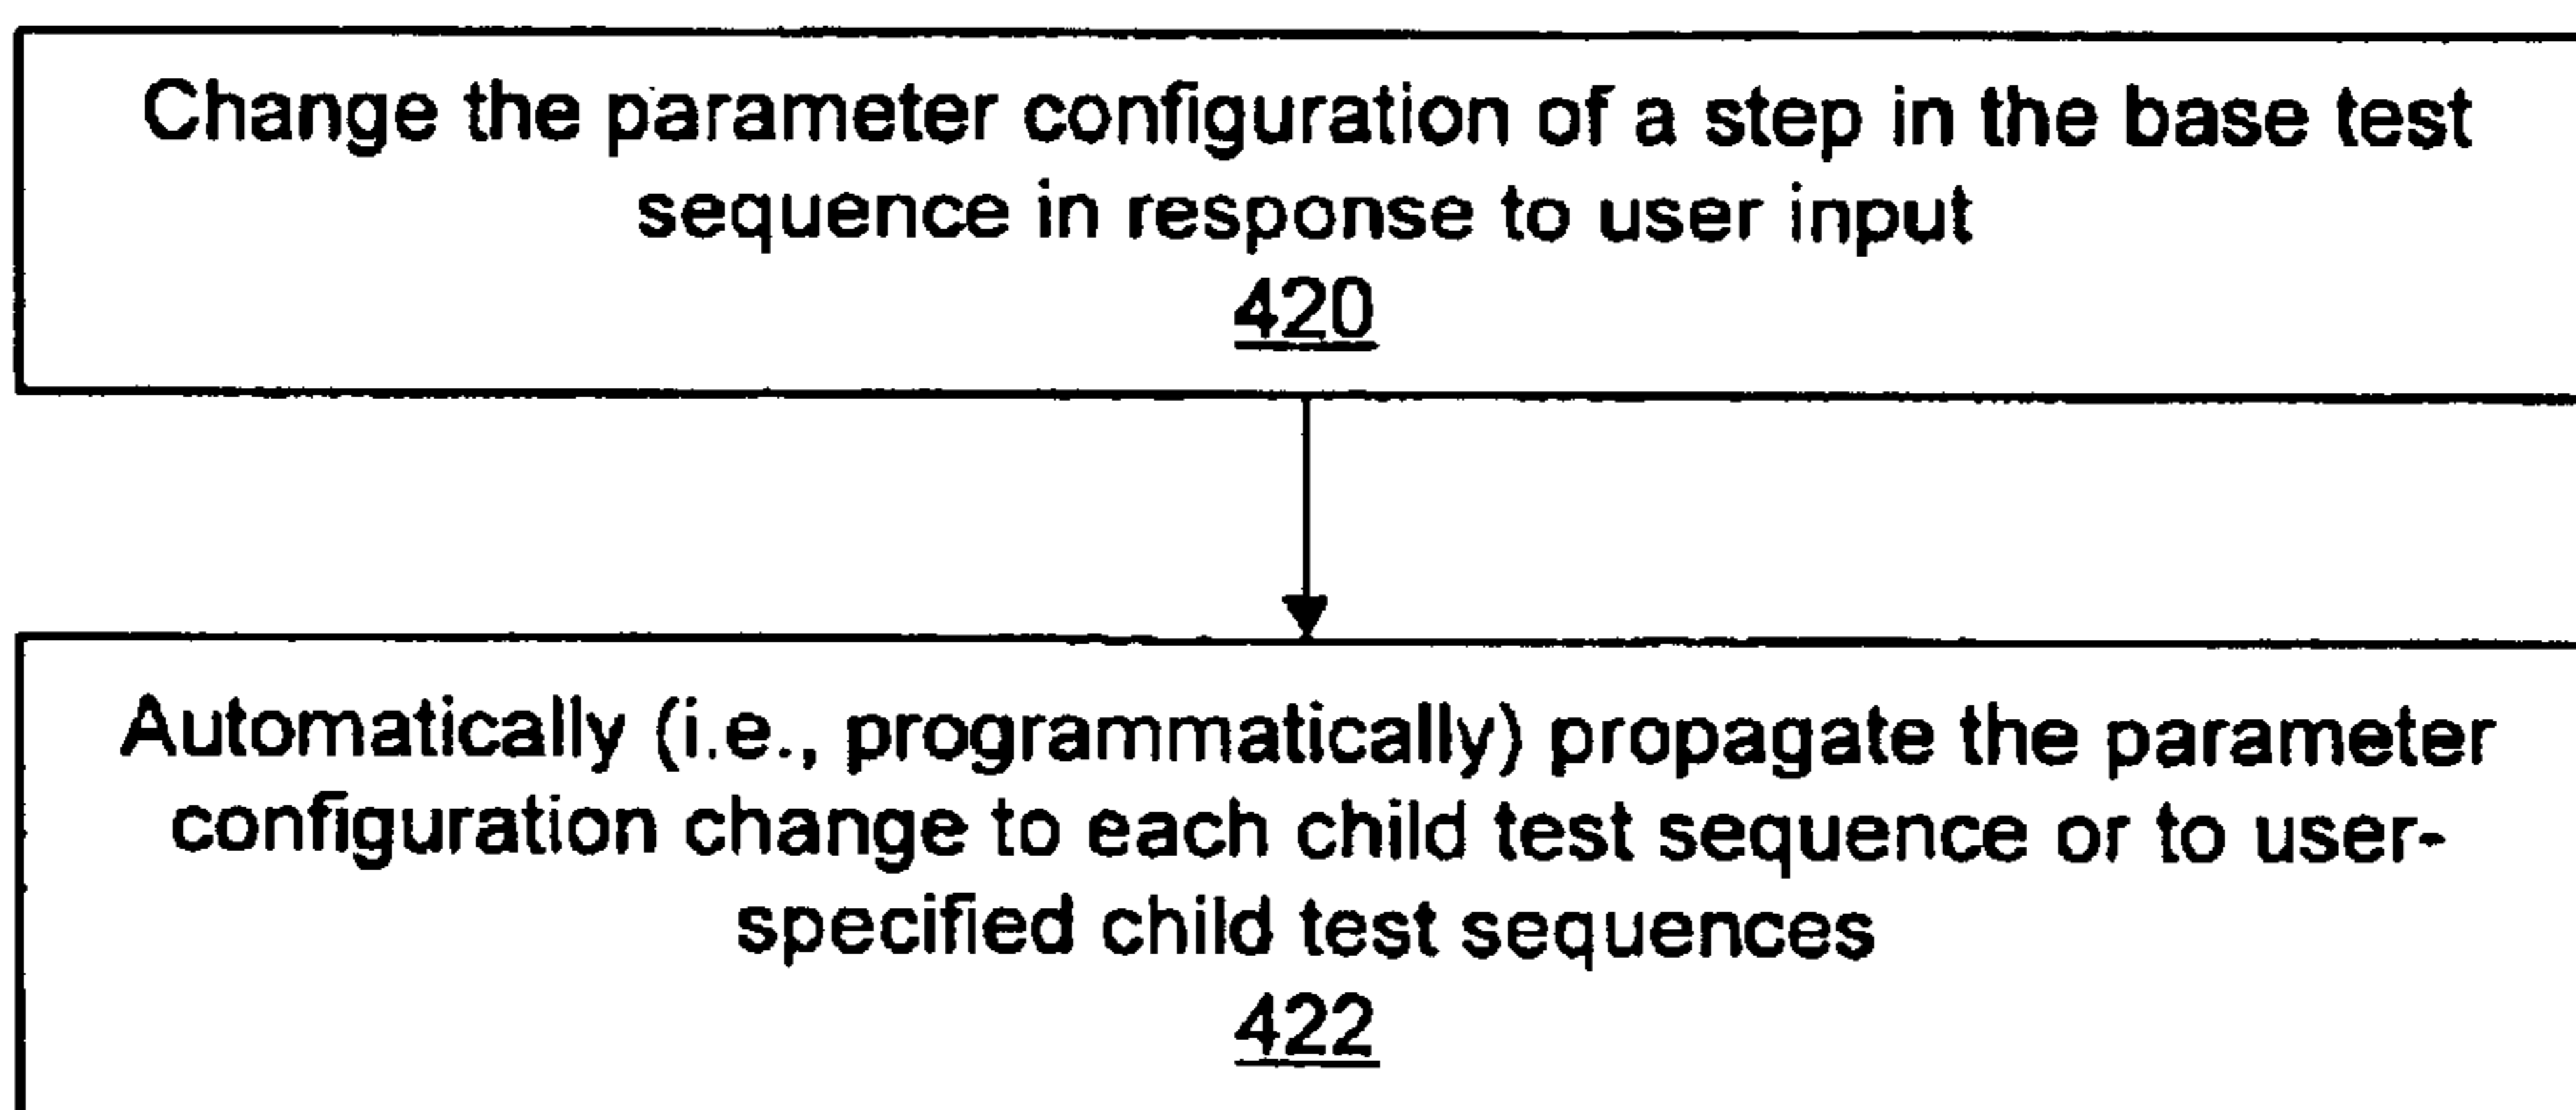 Change the parameter configuration of a step in the base test
sequence in response to user input
420
Automatically (i.e., programmatically) propagate the parameter
configuration change to each child test sequence or to user-
specified child test sequences
422